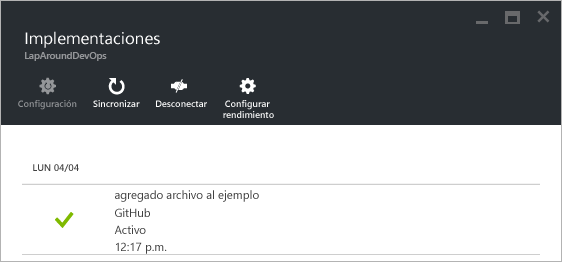 Implementaciones
LapAroundDevOps
Configuración
Sincronizar
Desconectar
Configurar
rendimiento
LUN 04/04
agregado archivo al ejemplo
GitHub
Activo
12:17 p.m.